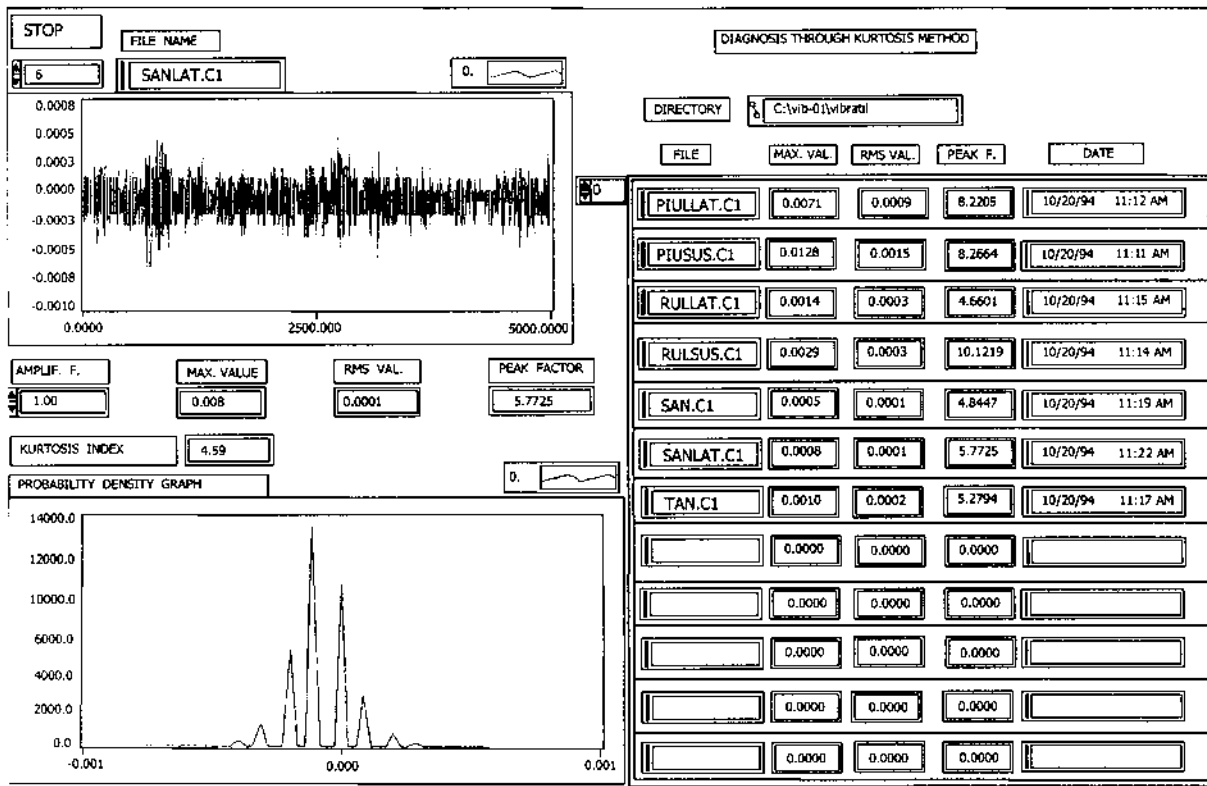 STOP
FILE NAME
6
SANLAT.C1
0.
0.0008
0.0005
0.0003
0.0000
-0.0003
-0.0005
-0.0008
-0.0010
0.0000 2500.000 5000.0000
AMPLIF. F. MAX. VALUE RMS VAL. PEAK FACTOR
1.00 0.008 0.0001 5.7725
KURTOSIS INDEX 4.59
PROBABILITY DENSITY GRAPH
0.
14000.0
12000.0
10000.0
6000.0
4000.0
2000.0
0.0
-0.001 0.000 0.001
DIAGNOSIS THROUGH KURTOSIS METHOD
DIRECTORY C:\vib-01\vibratil
FILE MAX. VAL. RMS VAL. PEAK F. DATE
0
PIULLAT.C1 0.0071 0.0009 8.2205 10/20/94 11:12 AM
PIUSUS.C1 0.0128 0.0015 8.2664 10/20/94 11:11 AM
RULLAT.C1 0.0014 0.0003 4.6601 10/20/94 11:15 AM
RULSUS.C1 0.0029 0.0003 10.1219 10/20/94 11:14 AM
SAN.C1 0.0005 0.0001 4.8447 10/20/94 11:19 AM
SANLAT.C1 0.0008 0.0001 5.7725 10/20/94 11:22 AM
TAN.C1 0.0010 0.0002 5.2794 10/20/94 11:17 AM
0.0000 0.0000 0.0000
0.0000 0.0000 0.0000
0.0000 0.0000 0.0000
0.0000 0.0000 0.0000
0.0000 0.0000 0.0000